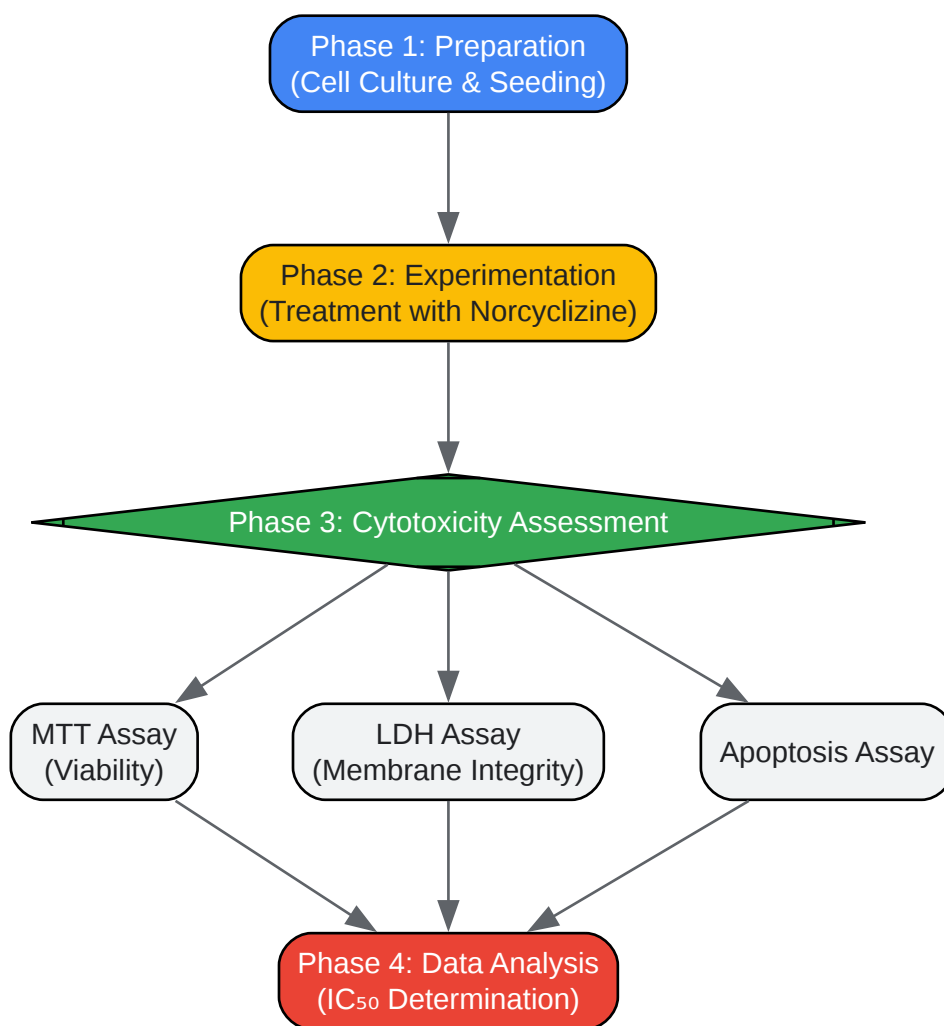 Phase 1: Preparation
(Cell Culture & Seeding)
Phase 2: Experimentation
(Treatment with Norcyclizine)
Phase 3: Cytotoxicity Assessment
MTT Assay
(Viability)
LDH Assay
(Membrane Integrity)
Apoptosis Assay
Phase 4: Data Analysis
(IC₅₀ Determination)